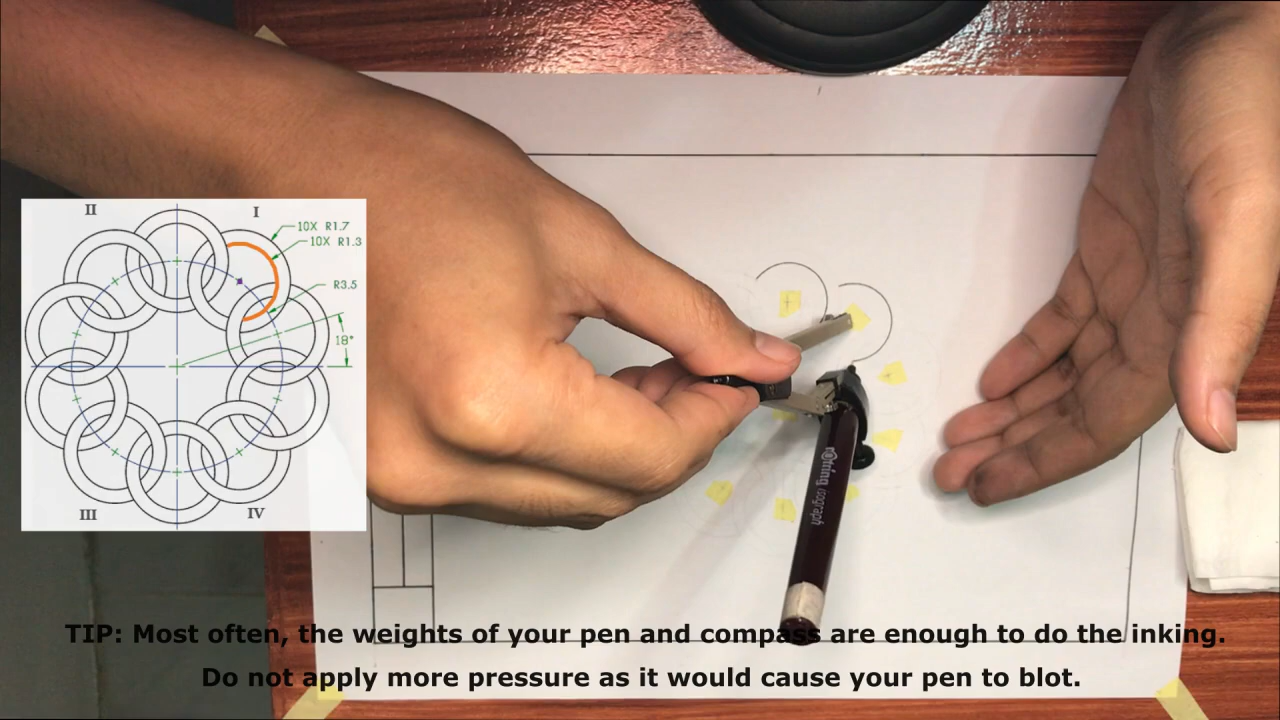 II
I
10X R1.7
10X R1.3
R3.5
18°
III
IV
rotring isograph
TIP: Most often, the weights of your pen and compass are enough to do the inking.
Do not apply more pressure as it would cause your pen to blot.